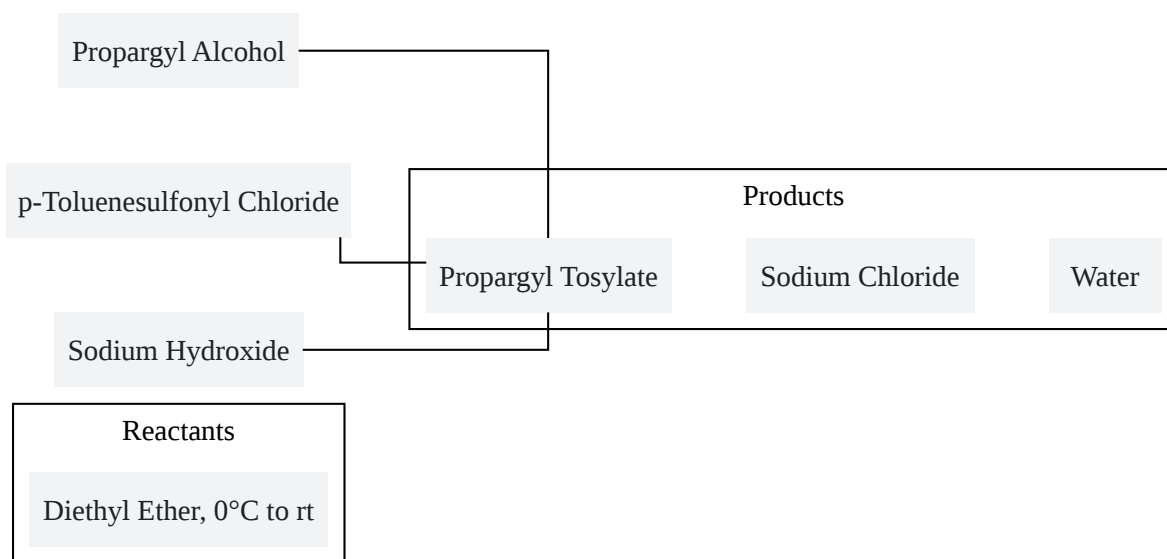 Propargyl Alcohol
p-Toluenesulfonyl Chloride
Products
Propargyl Tosylate
Sodium Chloride
Water
Sodium Hydroxide
Reactants
Diethyl Ether, 0°C to rt